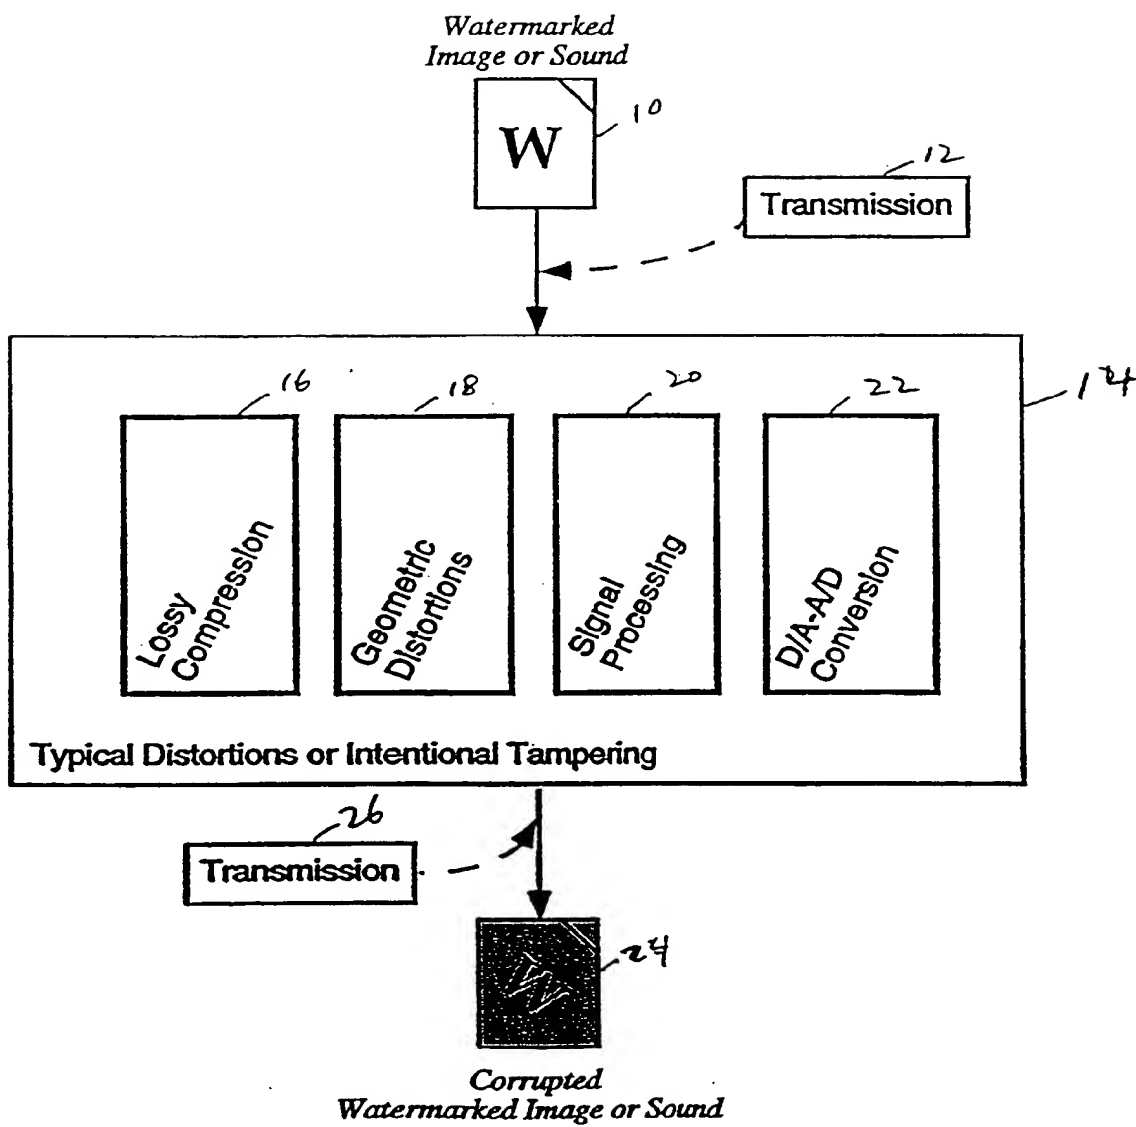 Watermarked
Image or Sound
W
10
12
Transmission
14
16
18
20
22
Lossy
Compression
Geometric
Distortions
Signal
Processing
D/A-A/D
Conversion
Typical Distortions or Intentional Tampering
26
Transmission
W
24
Corrupted
Watermarked Image or Sound